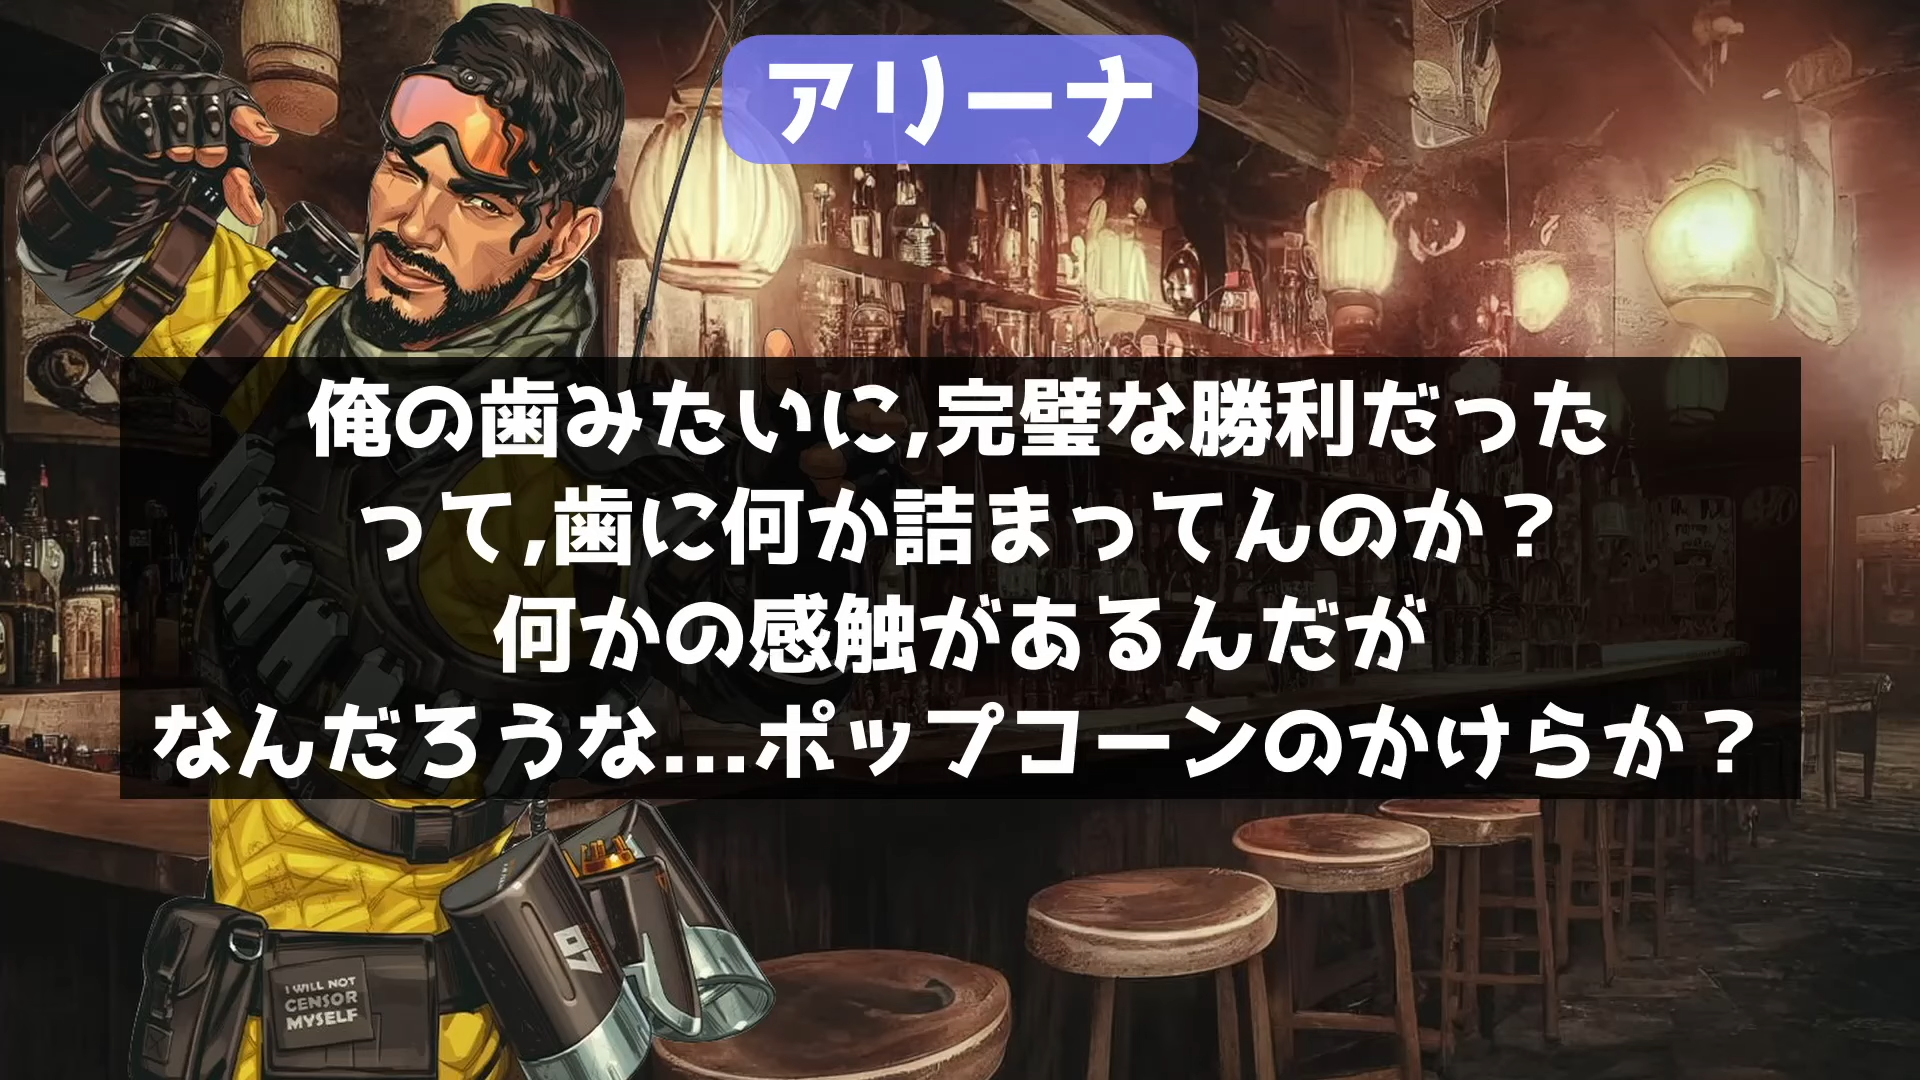 アリーナ
俺の歯みたいに,完璧な勝利だった
って,歯に何か詰まってんのか？
何かの感触があるんだが
なんだろうな...ポップコーンのかけらか？
I WILL NOT
CENSOR
MYSELF